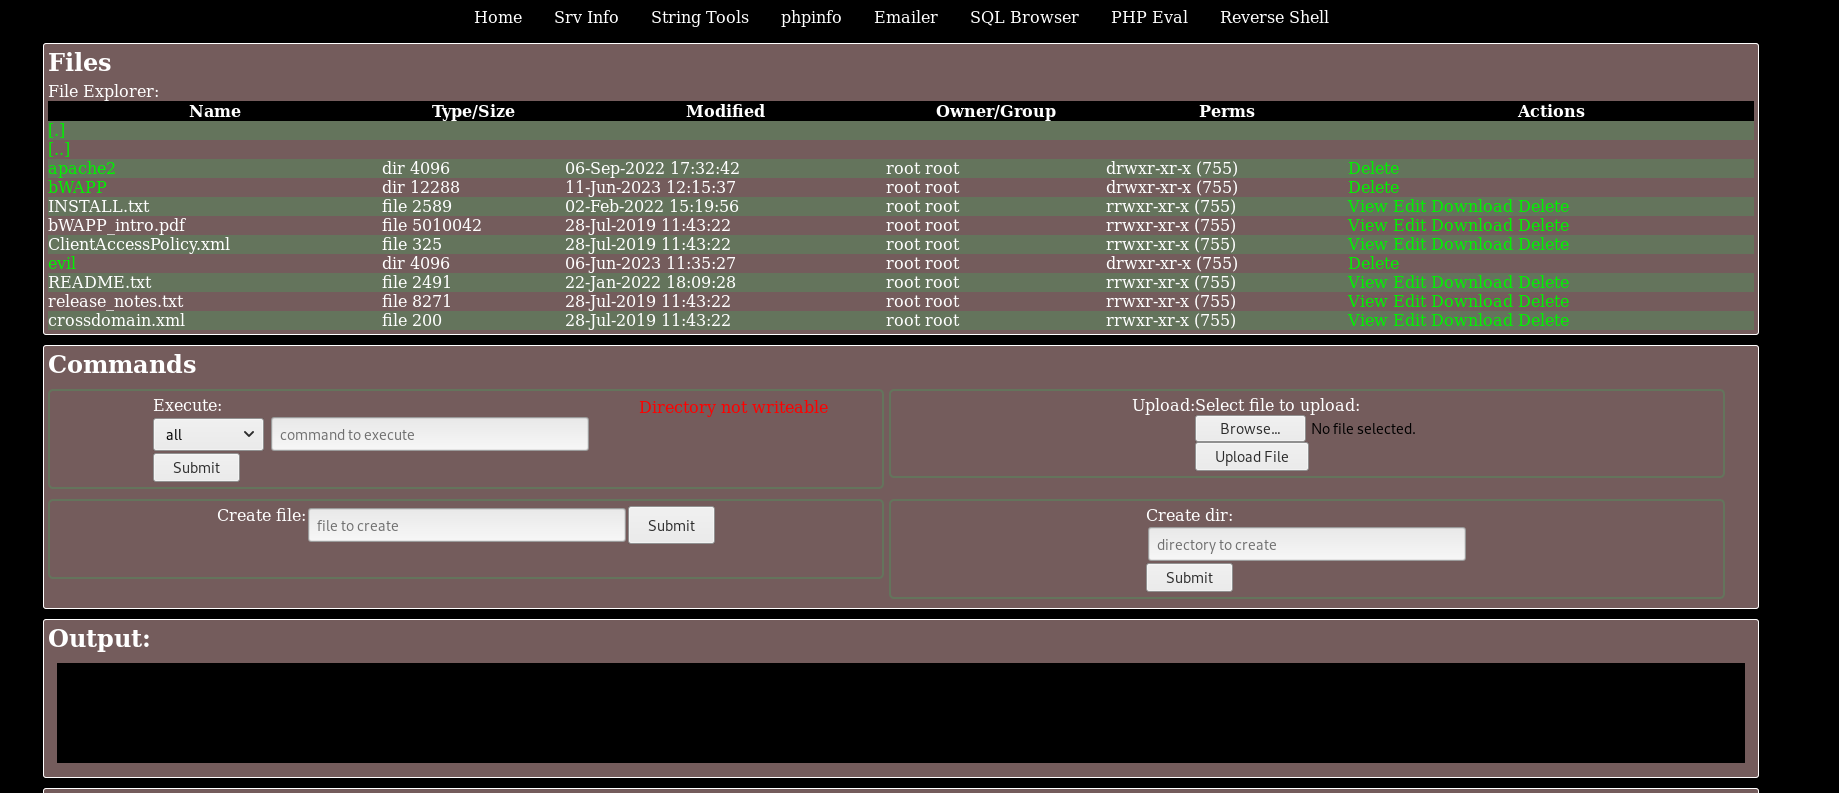 Home Srv Info String Tools phpinfo Emailer SQL Browser PHP Eval Reverse Shell
Files
File Explorer:
Name Type/Size Modified Owner/Group Perms Actions
[.]
[..]
apache2 dir 4096 06-Sep-2022 17:32:42 root root drwxr-xr-x (755) Delete
bWAPP dir 12288 11-Jun-2023 12:15:37 root root drwxr-xr-x (755) Delete
INSTALL.txt file 2589 02-Feb-2022 15:19:56 root root rrwxr-xr-x (755) View Edit Download Delete
bWAPP_intro.pdf file 5010042 28-Jul-2019 11:43:22 root root rrwxr-xr-x (755) View Edit Download Delete
ClientAccessPolicy.xml file 325 28-Jul-2019 11:43:22 root root rrwxr-xr-x (755) View Edit Download Delete
evil dir 4096 06-Jun-2023 11:35:27 root root drwxr-xr-x (755) Delete
README.txt file 2491 22-Jan-2022 18:09:28 root root rrwxr-xr-x (755) View Edit Download Delete
release_notes.txt file 8271 28-Jul-2019 11:43:22 root root rrwxr-xr-x (755) View Edit Download Delete
crossdomain.xml file 200 28-Jul-2019 11:43:22 root root rrwxr-xr-x (755) View Edit Download Delete
Commands
Execute:
Directory not writeable
all command to execute
Submit
Upload:Select file to upload:
Browse... No file selected.
Upload File
Create file: file to create Submit
Create dir:
directory to create
Submit
Output: